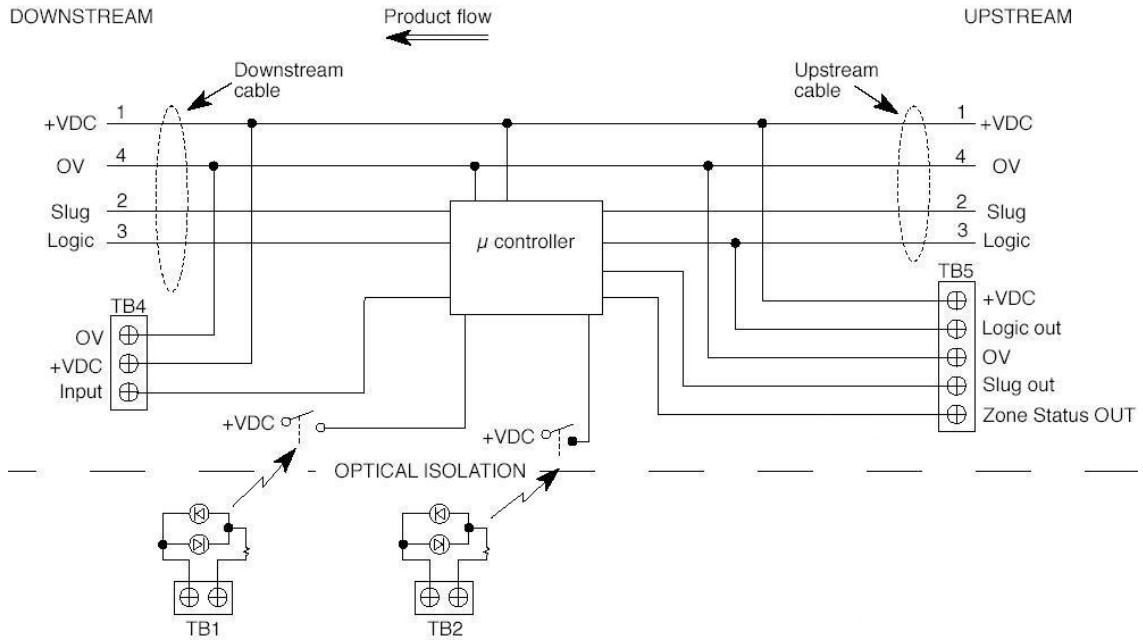 DOWNSTREAM
Product flow
UPSTREAM
Downstream
cable
Upstream
cable
+VDC 1
1 +VDC
OV 4
4 OV
Slug 2
2 Slug
Logic 3
3 Logic
µ controller
TB4
OV
+VDC
Input
TB5
+VDC
Logic out
OV
Slug out
Zone Status OUT
+VDC
+VDC
OPTICAL ISOLATION
TB1
TB2